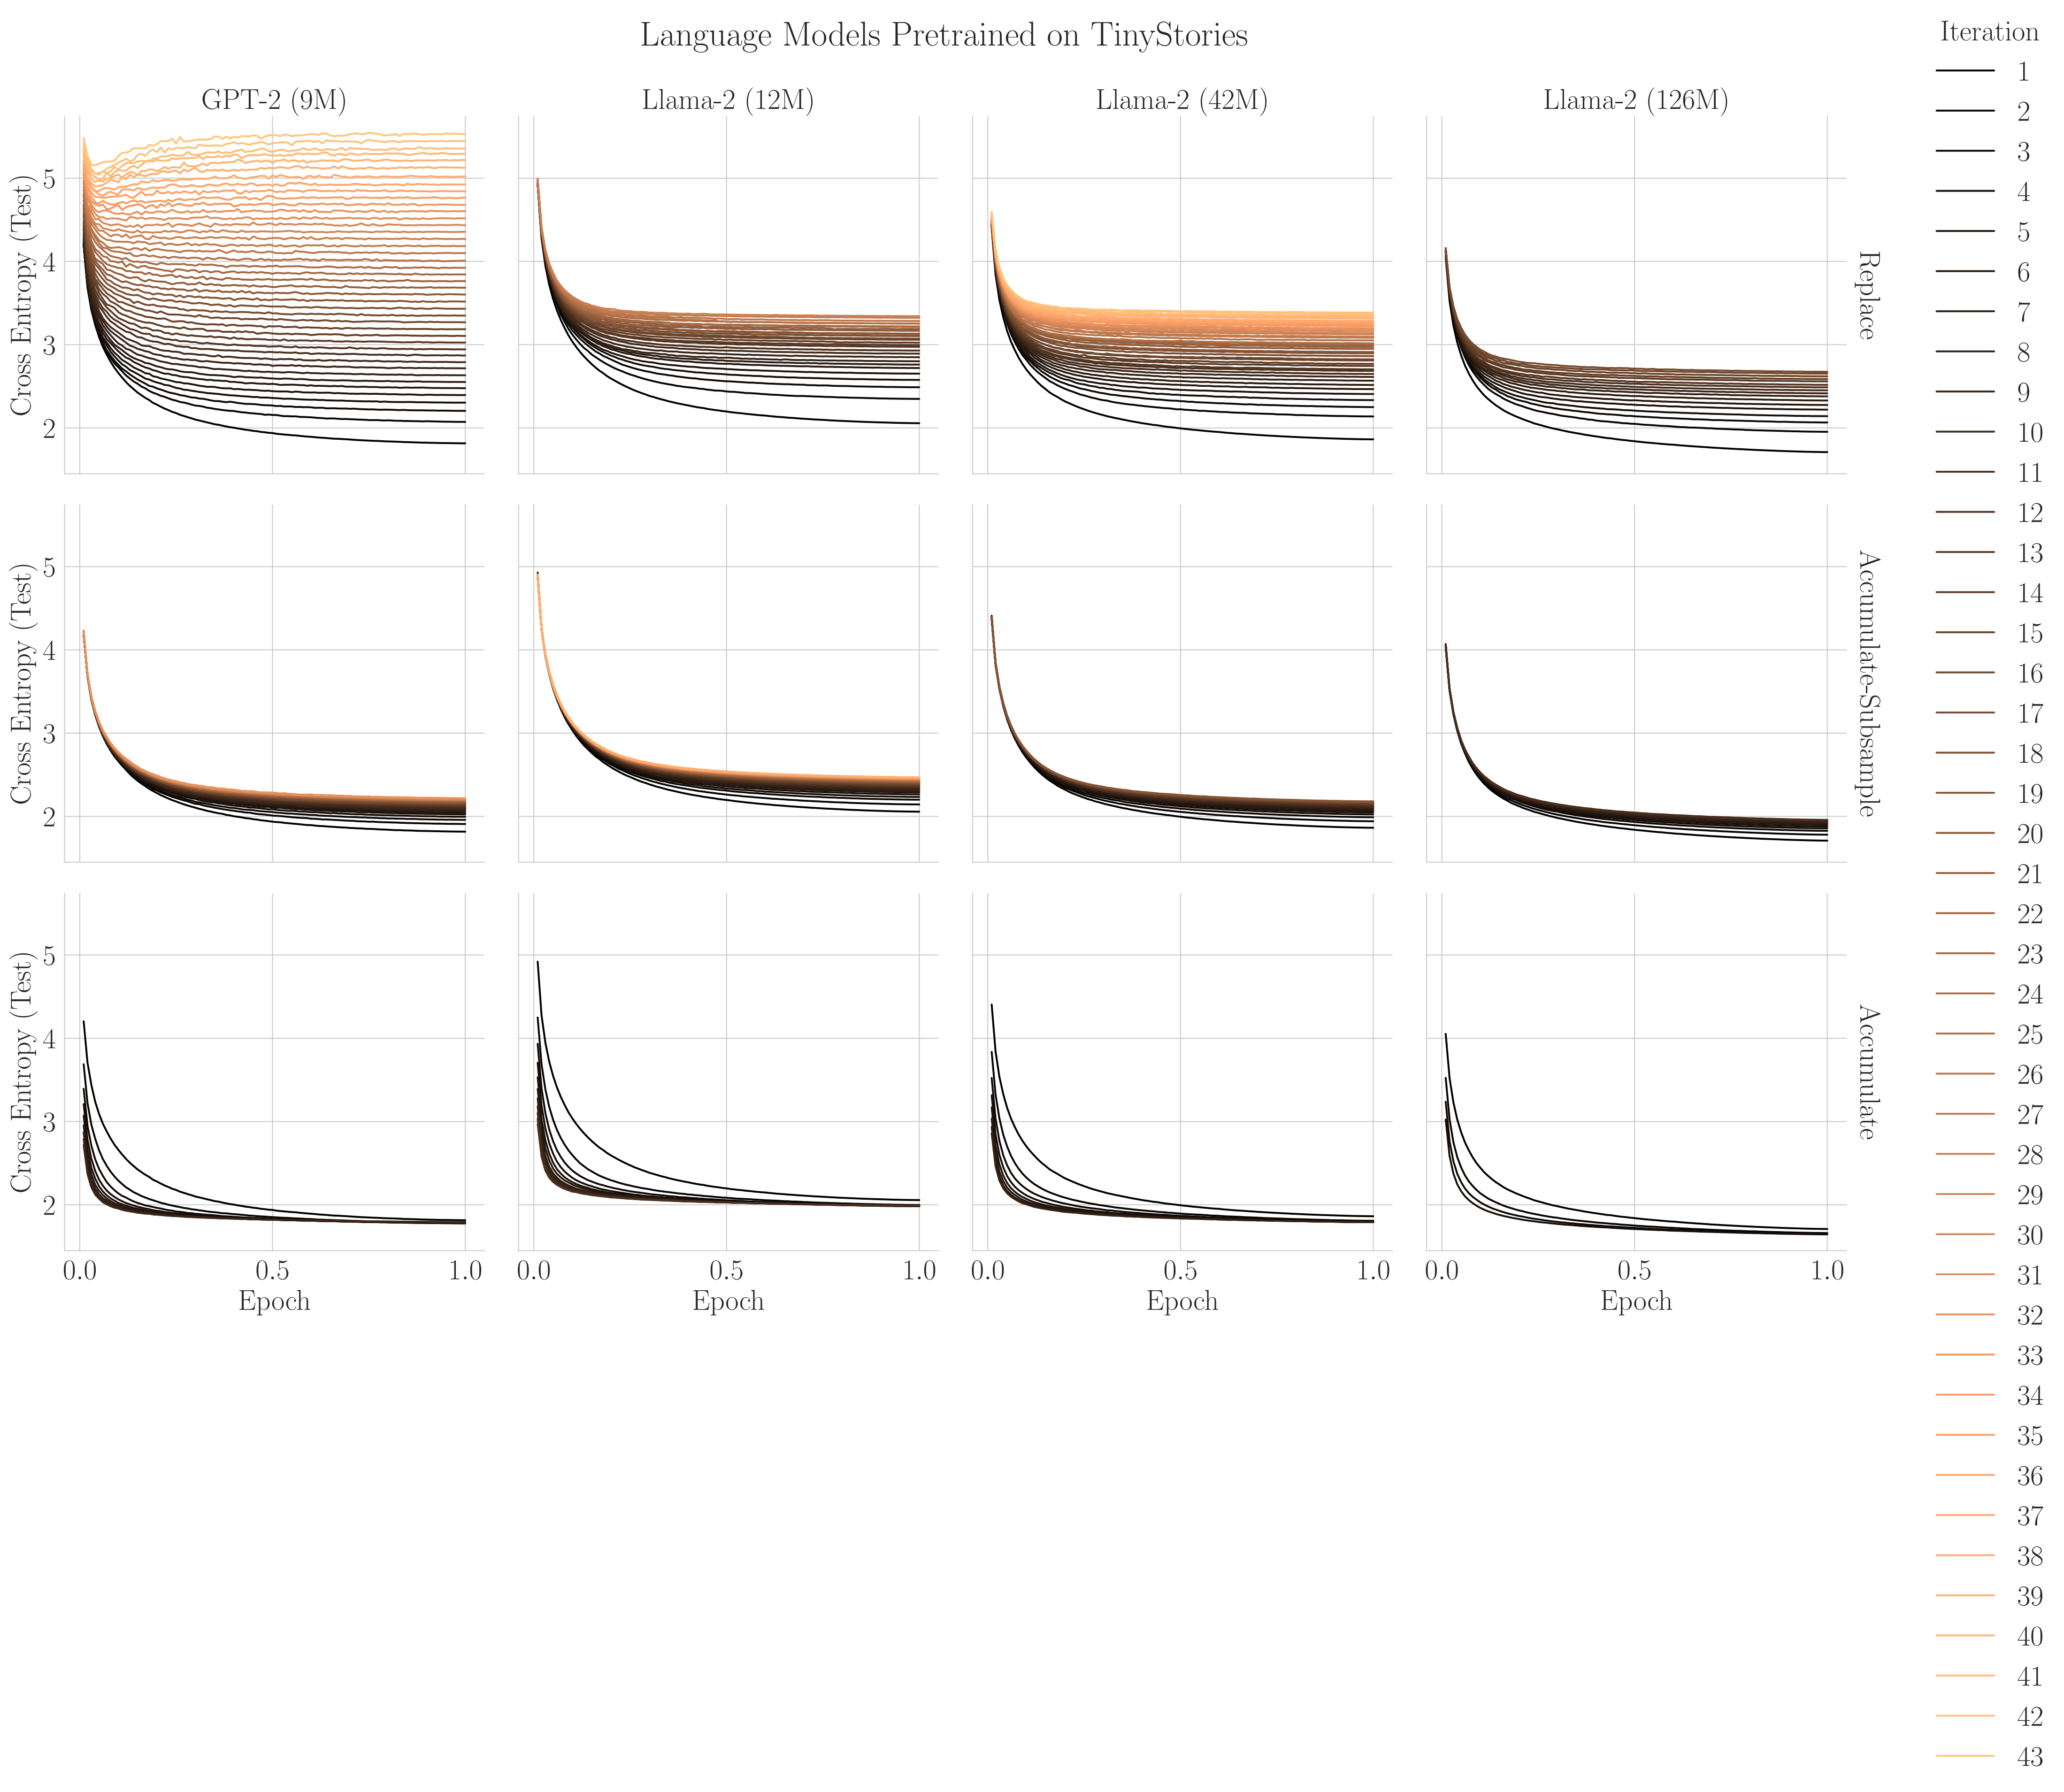 Language Models Pretrained on TinyStories
GPT-2 (9M)
Llama-2 (12M)
Llama-2 (42M)
Llama-2 (126M)
Cross Entropy (Test)
5
4
3
2
Replace
Cross Entropy (Test)
5
4
3
2
Accumulate-Subsample
Cross Entropy (Test)
5
4
3
2
Accumulate
0.0 0.5 1.0
Epoch
0.0 0.5 1.0
Epoch
0.0 0.5 1.0
Epoch
0.0 0.5 1.0
Epoch
Iteration
1
2
3
4
5
6
7
8
9
10
11
12
13
14
15
16
17
18
19
20
21
22
23
24
25
26
27
28
29
30
31
32
33
34
35
36
37
38
39
40
41
42
43